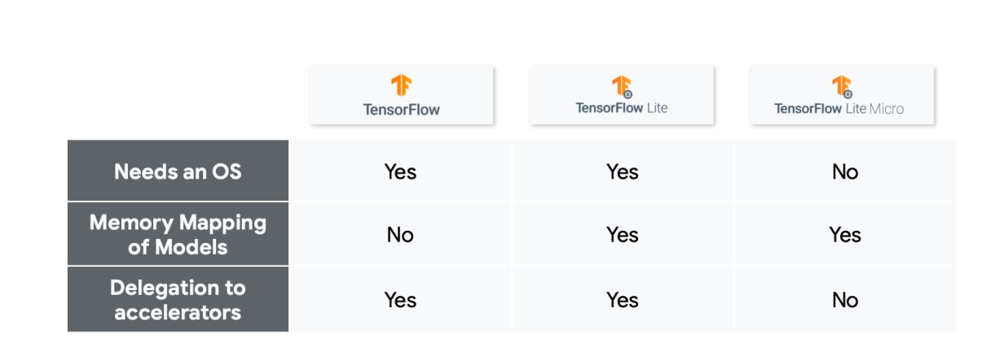 TensorFlow
TensorFlow Lite
TensorFlow Lite Micro
Needs an OS
Yes
Yes
No
Memory Mapping
of Models
No
Yes
Yes
Delegation to
accelerators
Yes
Yes
No